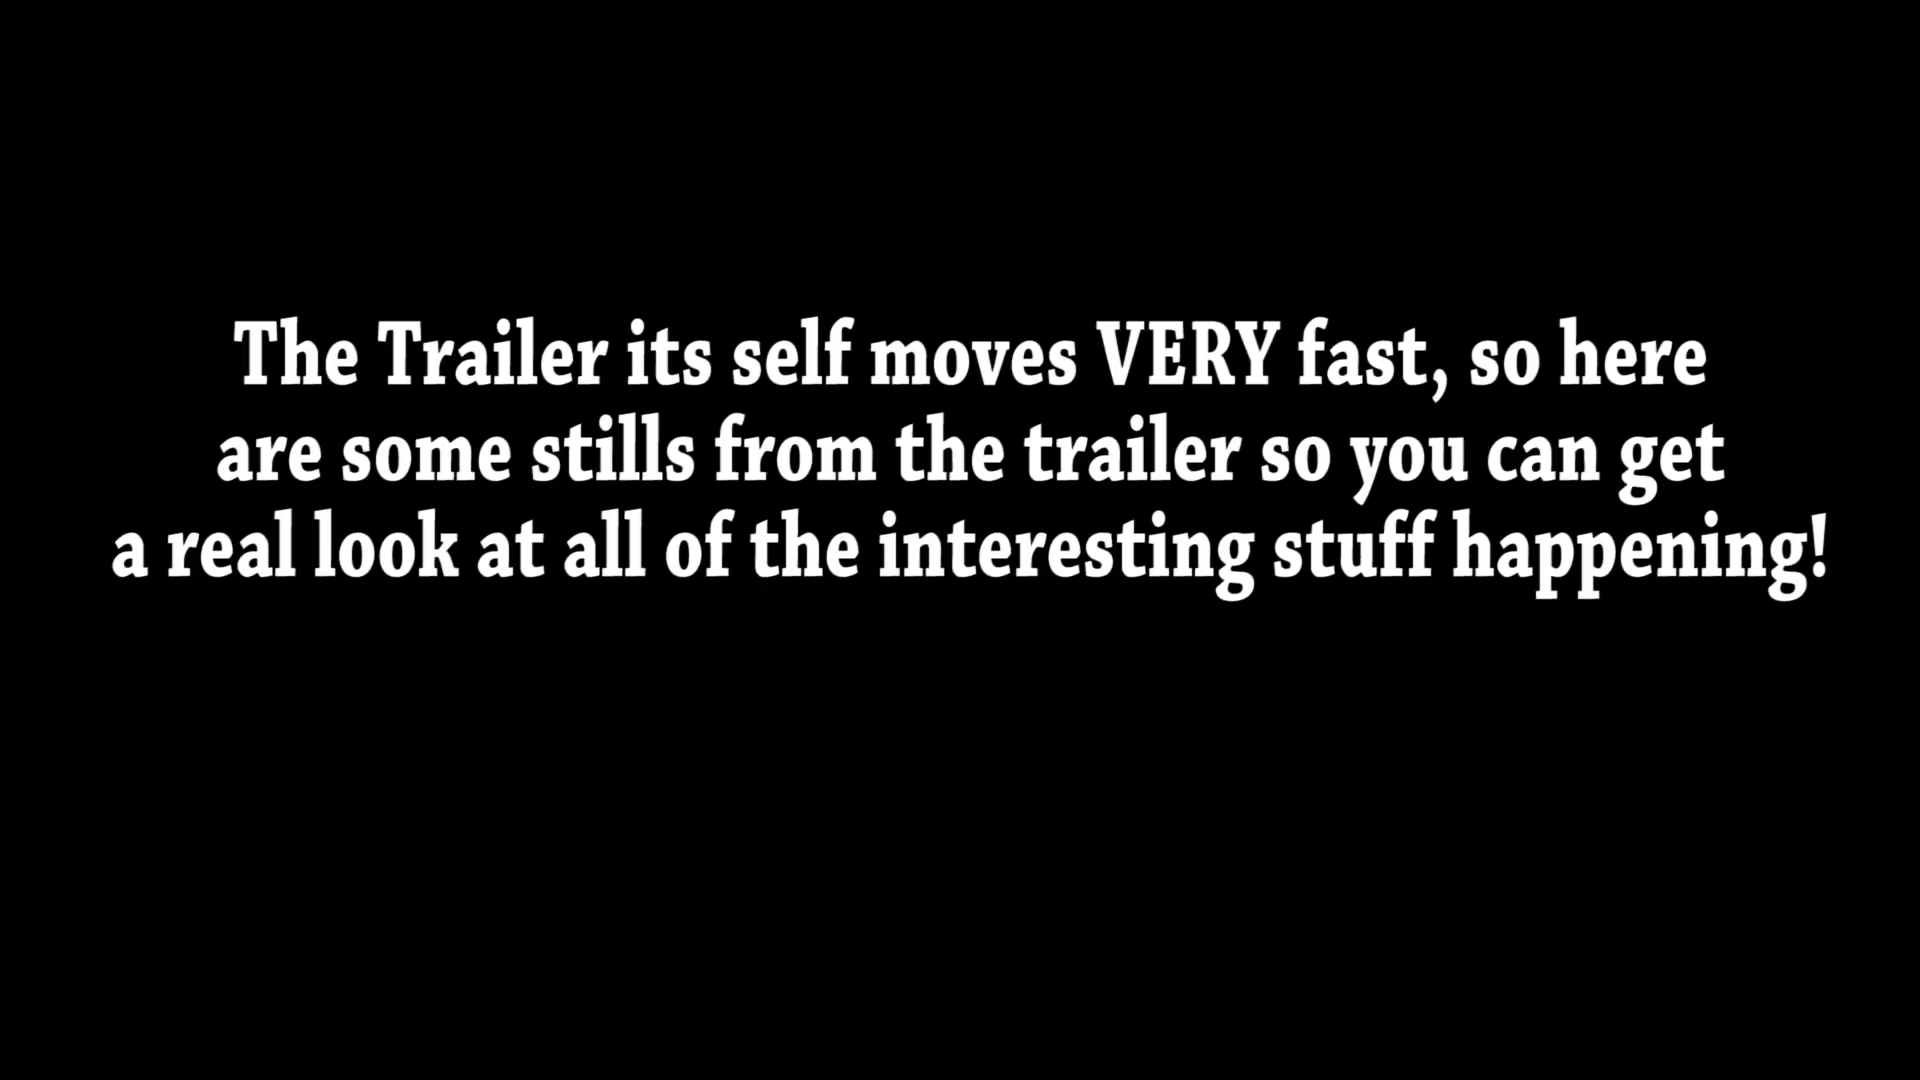 The Trailer its self moves VERY fast, so here
are some stills from the trailer so you can get
a real look at all of the interesting stuff happening!